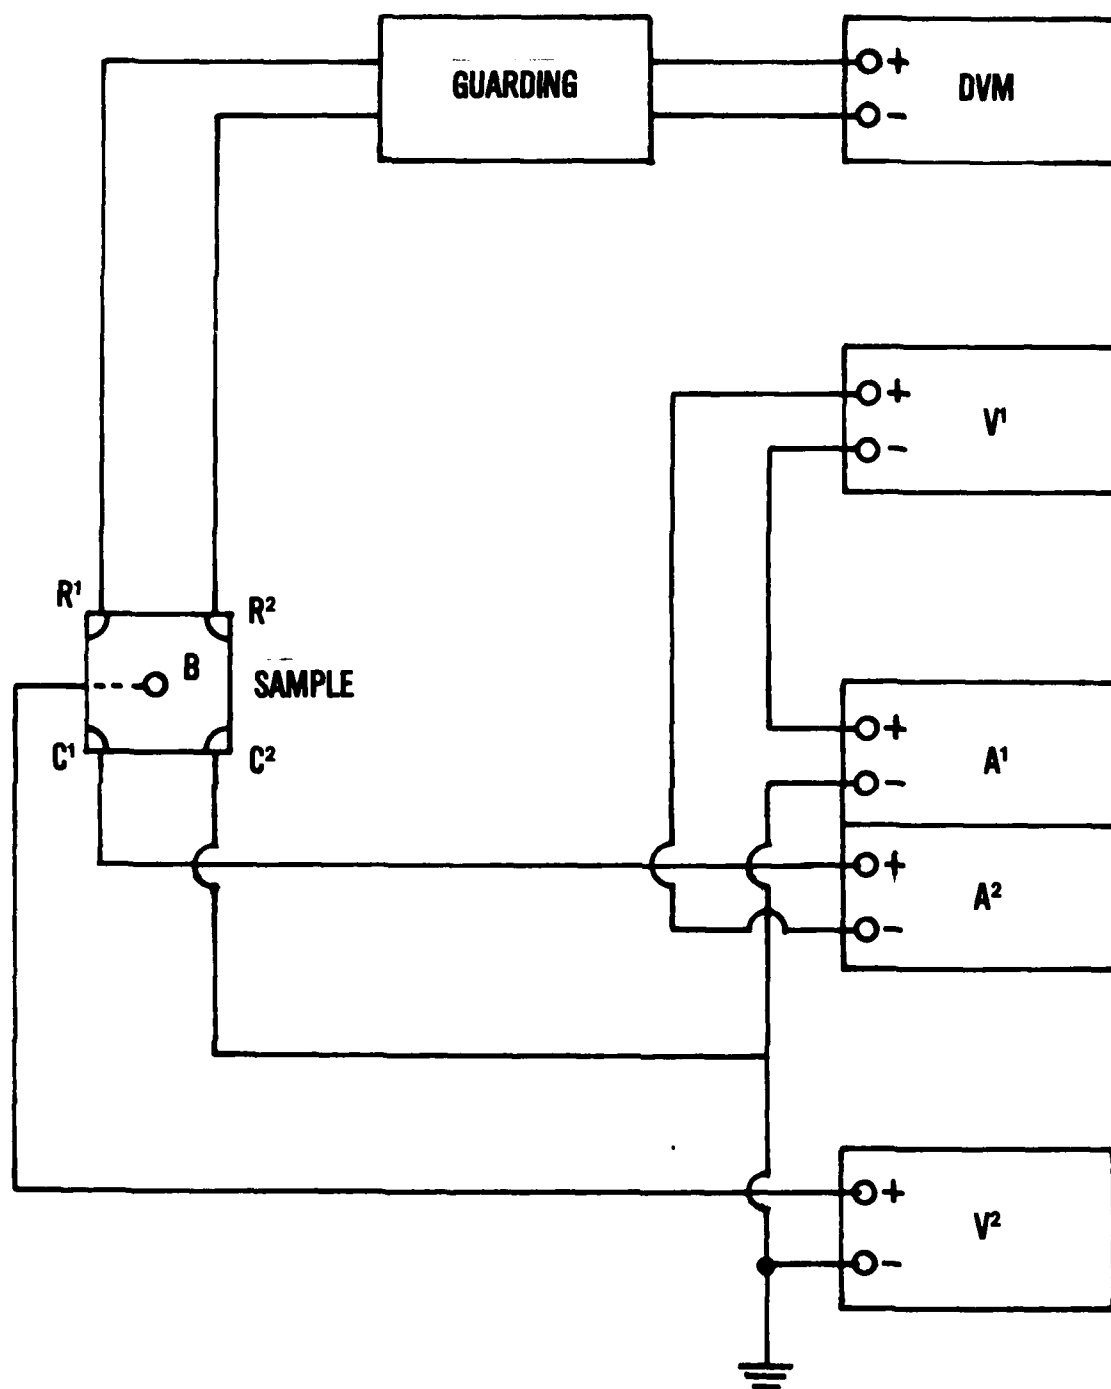 GUARDING
+
-
DVM
+
-
V¹
R¹
R²
B
SAMPLE
C¹
C²
+
-
A¹
+
-
A²
+
-
V²